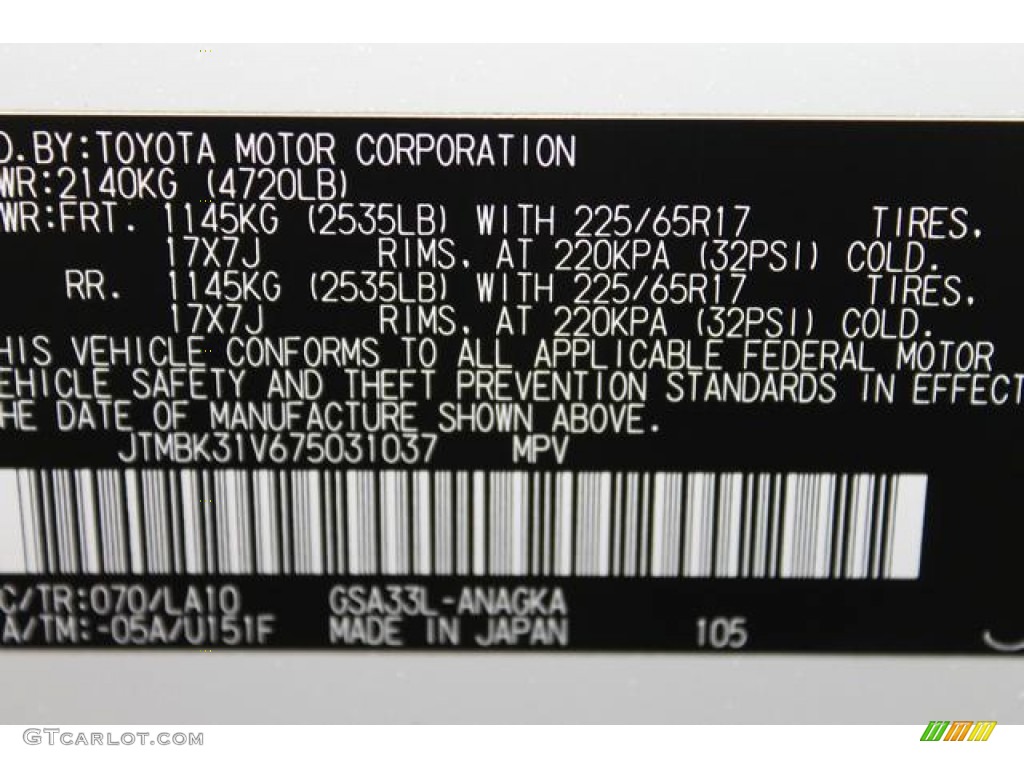 D.BY:TOYOTA MOTOR CORPORATION
WR:2140KG (4720LB)
WR:FRT. 1145KG (2535LB) WITH 225/65R17 TIRES,
17X7J RIMS, AT 220KPA (32PSI) COLD.
RR. 1145KG (2535LB) WITH 225/65R17 TIRES,
17X7J RIMS, AT 220KPA (32PSI) COLD.
HIS VEHICLE CONFORMS TO ALL APPLICABLE FEDERAL MOTOR
EHICLE SAFETY AND THEFT PREVENTION STANDARDS IN EFFECT
HE DATE OF MANUFACTURE SHOWN ABOVE.
JTMBK31V675031037 MPV
C/TR:070/LA10 GSA33L-ANAGKA
A/TM:-05A/U151F MADE IN JAPAN 105
GTCARLOT.COM